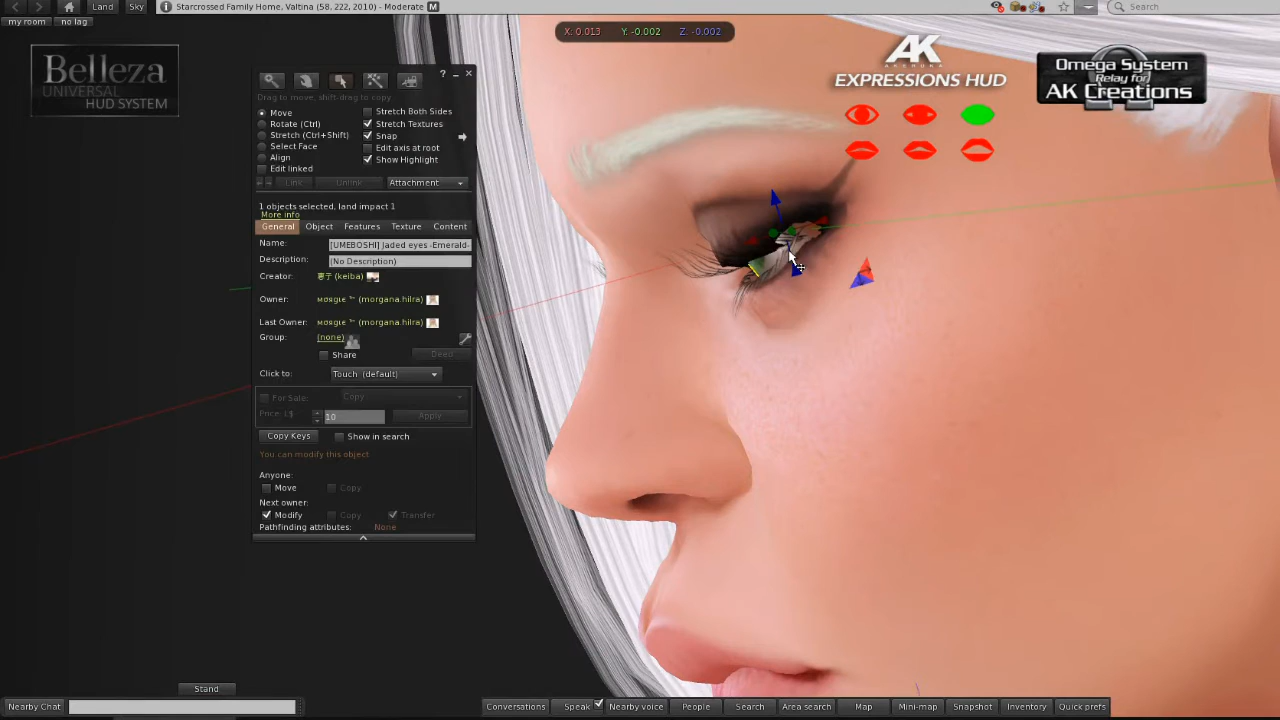 Land
Sky
Starcrossed Family Home, Valtina (58, 222, 2010) - Moderate
M
Search
my room
no lag
X: 0.013
Y: -0.002
Z: -0.002
Belleza
UNIVERSAL
HUD SYSTEM
AK
AKERUKA
EXPRESSIONS HUD
Omega System
Relay for
AK Creations
Drag to move, shift-drag to copy
Move
Rotate (Ctrl)
Stretch (Ctrl+Shift)
Select Face
Align
Edit linked
Stretch Both Sides
Stretch Textures
Snap
Edit axis at root
Show Highlight
Link
Unlink
Attachment
1 objects selected, land impact 1
More info
General
Object
Features
Texture
Content
Name:
[UMEBOSHI] Jaded eyes -Emerald-
Description:
(No Description)
Creator:
(keiba)
Owner:
(morgana.hilra)
Last Owner:
(morgana.hilra)
Group:
(none)
Share
Deed
Click to:
Touch (default)
For Sale:
Copy
Price: L$
10
Apply
Copy Keys
Show in search
You can modify this object
Anyone:
Move
Copy
Next owner:
Modify
Copy
Transfer
Pathfinding attributes:
None
Stand
Nearby Chat
Conversations
Speak
Nearby voice
People
Search
Area search
Map
Mini-map
Snapshot
Inventory
Quick prefs